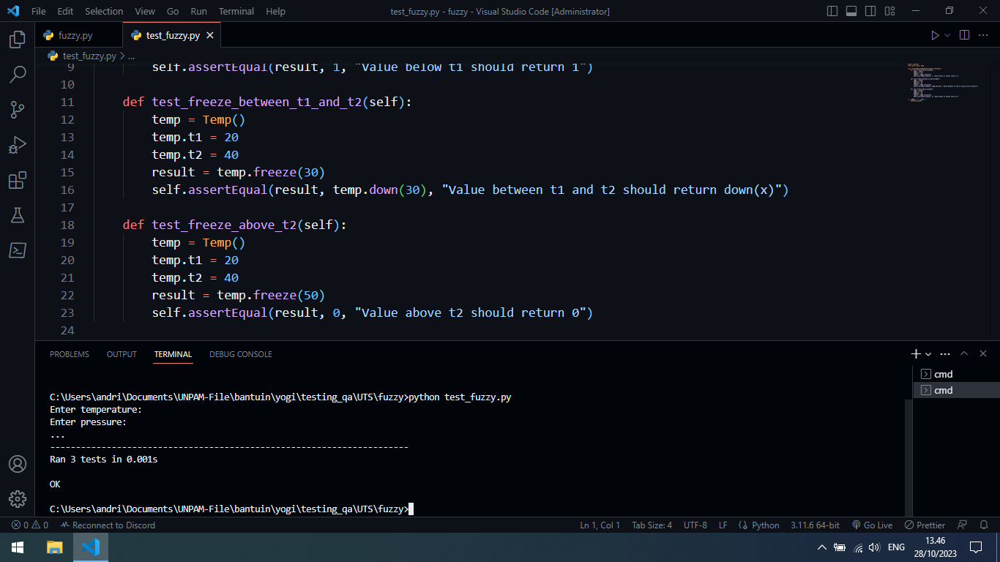 File Edit Selection View Go Run Terminal Help test_fuzzy.py - fuzzy - Visual Studio Code [Administrator]
fuzzy.py test_fuzzy.py
test_fuzzy.py > ...
9 self.assertEqual(result, 1, "Value below t1 should return 1")
10
11 def test_freeze_between_t1_and_t2(self):
12 temp = Temp()
13 temp.t1 = 20
14 temp.t2 = 40
15 result = temp.freeze(30)
16 self.assertEqual(result, temp.down(30), "Value between t1 and t2 should return down(x)")
17
18 def test_freeze_above_t2(self):
19 temp = Temp()
20 temp.t1 = 20
21 temp.t2 = 40
22 result = temp.freeze(50)
23 self.assertEqual(result, 0, "Value above t2 should return 0")
24
PROBLEMS OUTPUT TERMINAL DEBUG CONSOLE
cmd
cmd
C:\Users\andri\Documents\UNPAM-File\bantuin\yogi\testing_qa\UTS\fuzzy>python test_fuzzy.py
Enter temperature:
Enter pressure:
...
----------------------------------------------------------------------
Ran 3 tests in 0.001s
OK
C:\Users\andri\Documents\UNPAM-File\bantuin\yogi\testing_qa\UTS\fuzzy>
0 0 Reconnect to Discord Ln 1, Col 1 Tab Size: 4 UTF-8 LF Python 3.11.6 64-bit Go Live Prettier
ENG 13.46
28/10/2023